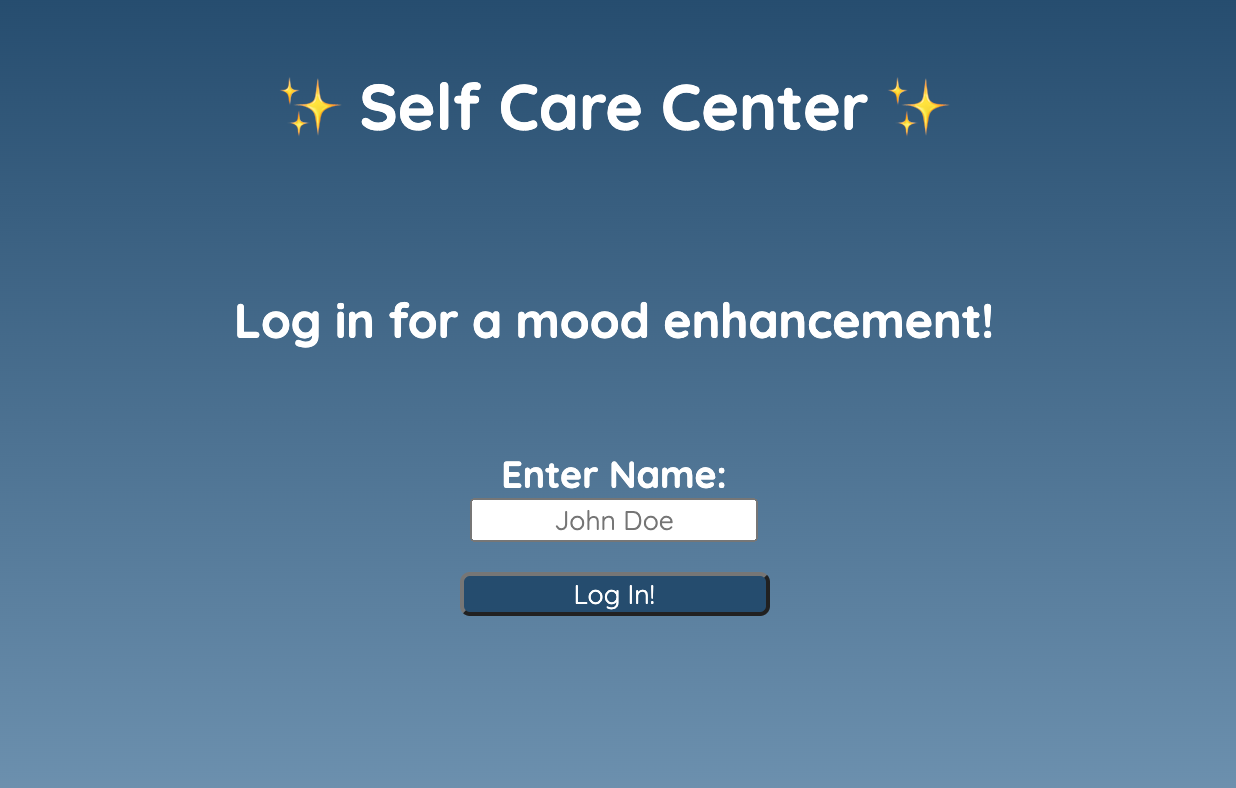 ✨ Self Care Center ✨
Log in for a mood enhancement!
Enter Name:
John Doe
Log In!